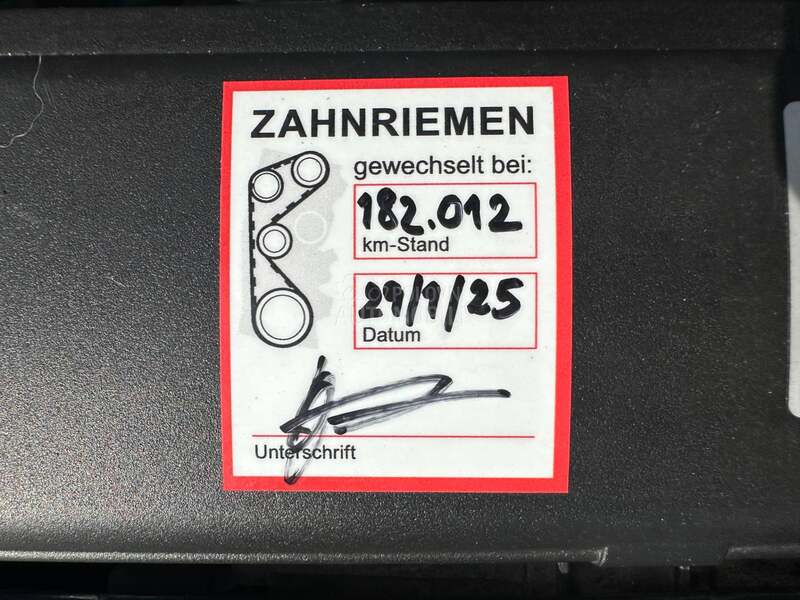 ZAHNRIEMEN
gewechselt bei:
182.012
km-Stand
29/9/25
Datum
Unterschrift